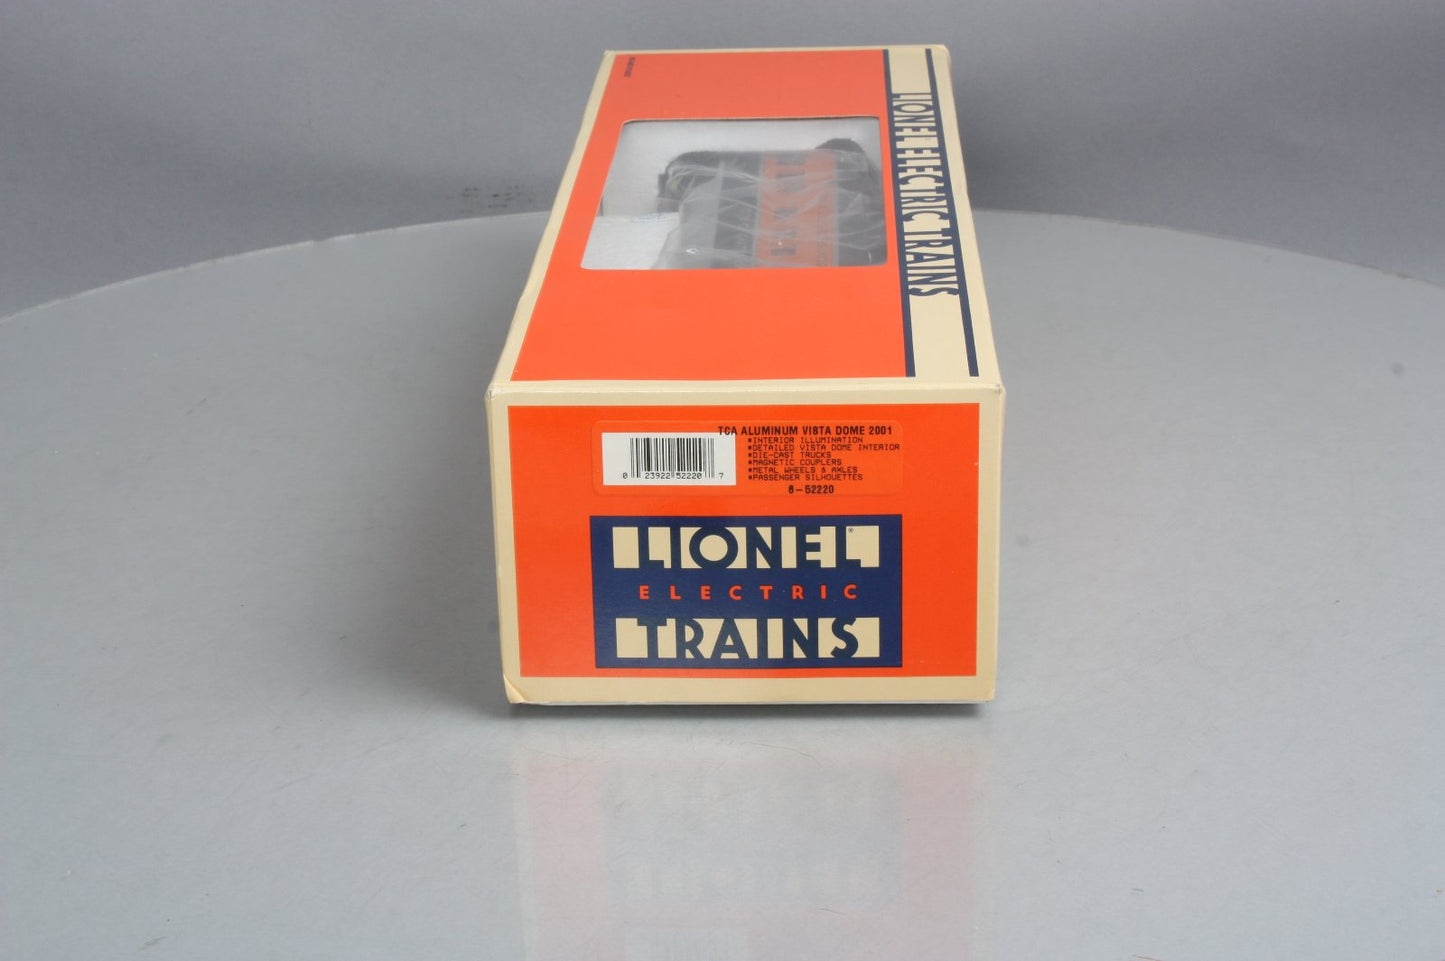 LIONEL ELECTRIC TRAINS
TCA ALUMINUM VISTA DOME 2001
*INTERIOR ILLUMINATION
*DETAILED VISTA DOME INTERIOR
*DIE-CAST TRUCKS
*MAGNETIC COUPLERS
*METAL WHEELS & AXLES
*PASSENGER SILHOUETTES
6-52220
0 23922 52220 7
LIONEL®
ELECTRIC
TRAINS